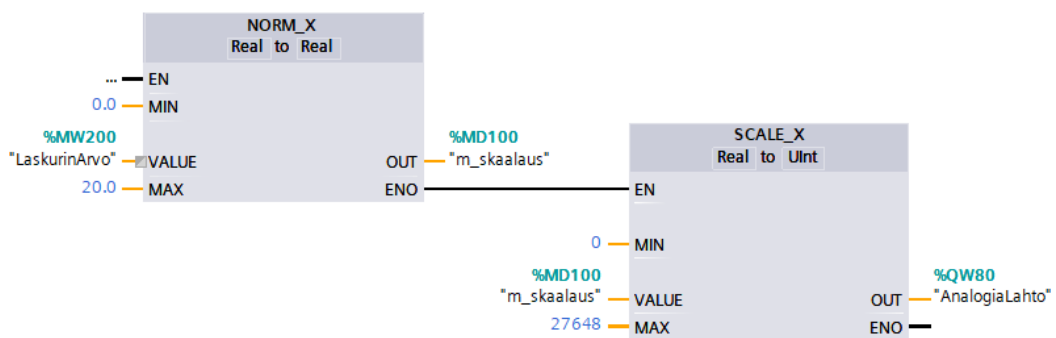 NORM_X
Real to Real
... EN
0.0 MIN
%MW200
"LaskurinArvo" VALUE
20.0 MAX
%MD100
OUT "m_skaalaus"
ENO
SCALE_X
Real to UInt
EN
0 MIN
%MD100
"m_skaalaus" VALUE
27648 MAX
%QW80
OUT "AnalogiaLahto"
ENO